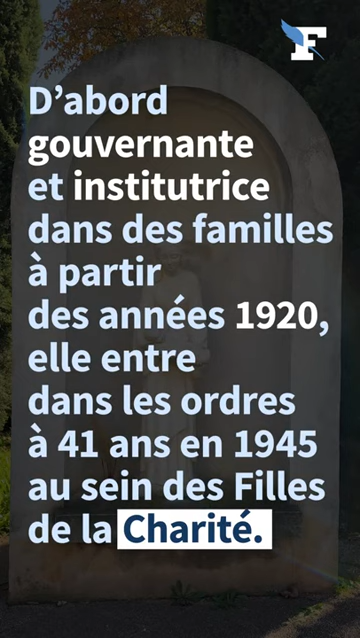 F
D’abord
gouvernante
et institutrice
dans des familles
à partir
des années 1920,
elle entre
dans les ordres
à 41 ans en 1945
au sein des Filles
de la Charité.